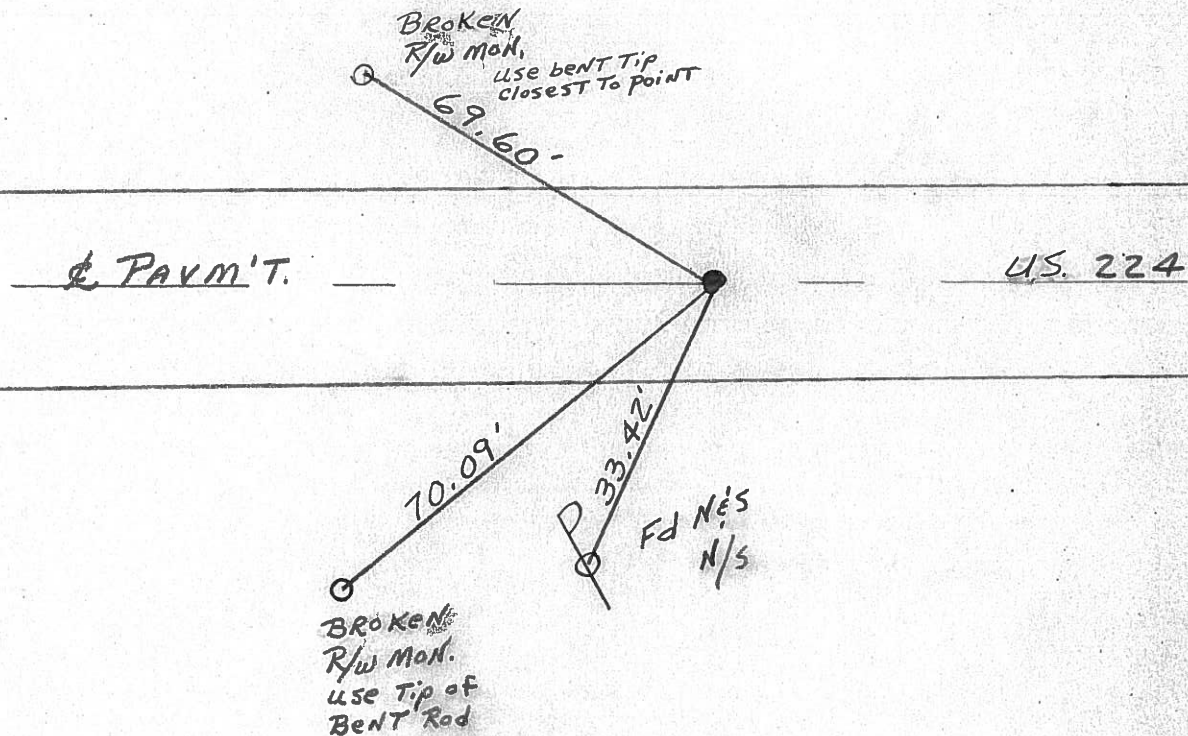 BROKEN
R/W MON.
use bent Tip
closest To point
69.60-
℄ PAVM'T.
U.S. 224
70.09'
33.42'
P
Fd N&S
N/S
BROKEN
R/W MON.
use Tip of
BENT Rod